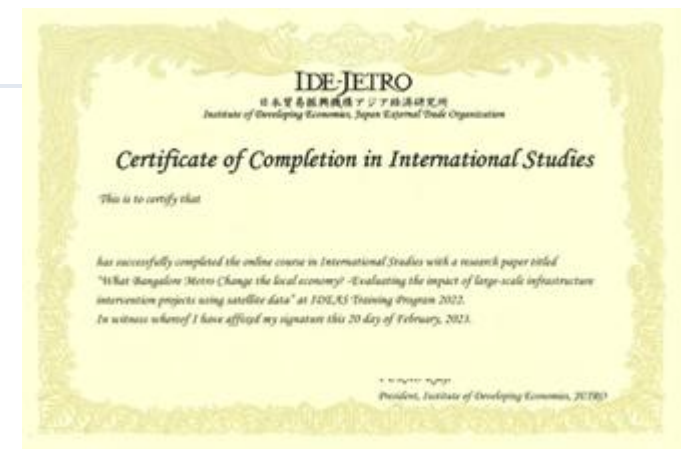 IDE-JETRO
日本貿易振興機構アジア経済研究所
Institute of Developing Economies, Japan External Trade Organization
Certificate of Completion in International Studies
This is to certify that
has successfully completed the online course in International Studies with a research paper titled
"What Bangalore Metro Change the local economy? -Evaluating the impact of large-scale infrastructure
intervention projects using satellite data" at IDEAS Training Program 2022.
In witness whereof I have affixed my signature this 20 day of February, 2023.
President, Institute of Developing Economies, JETRO